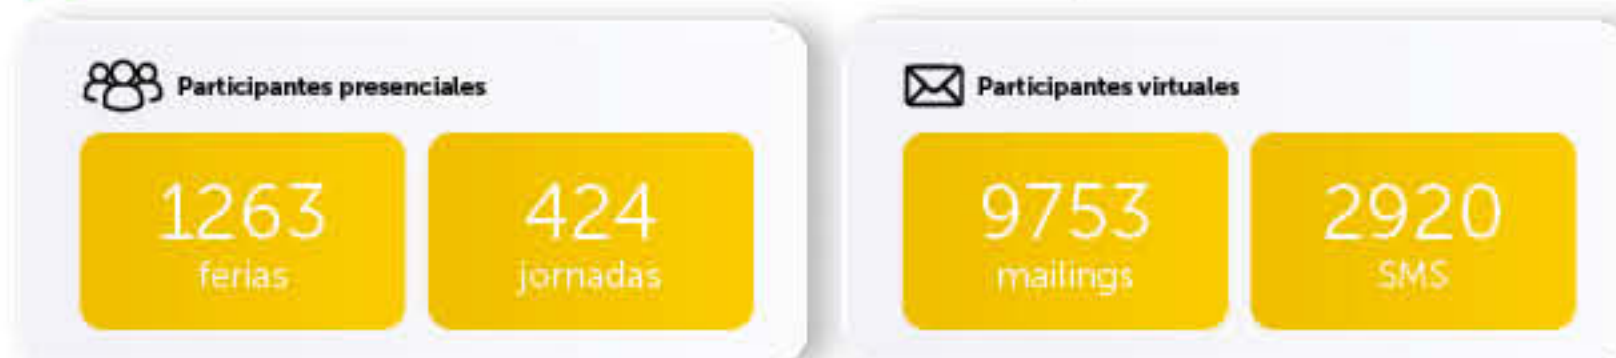 Participantes presenciales
1263
ferias
424
jornadas
Participantes virtuales
9753
mailings
2920
SMS